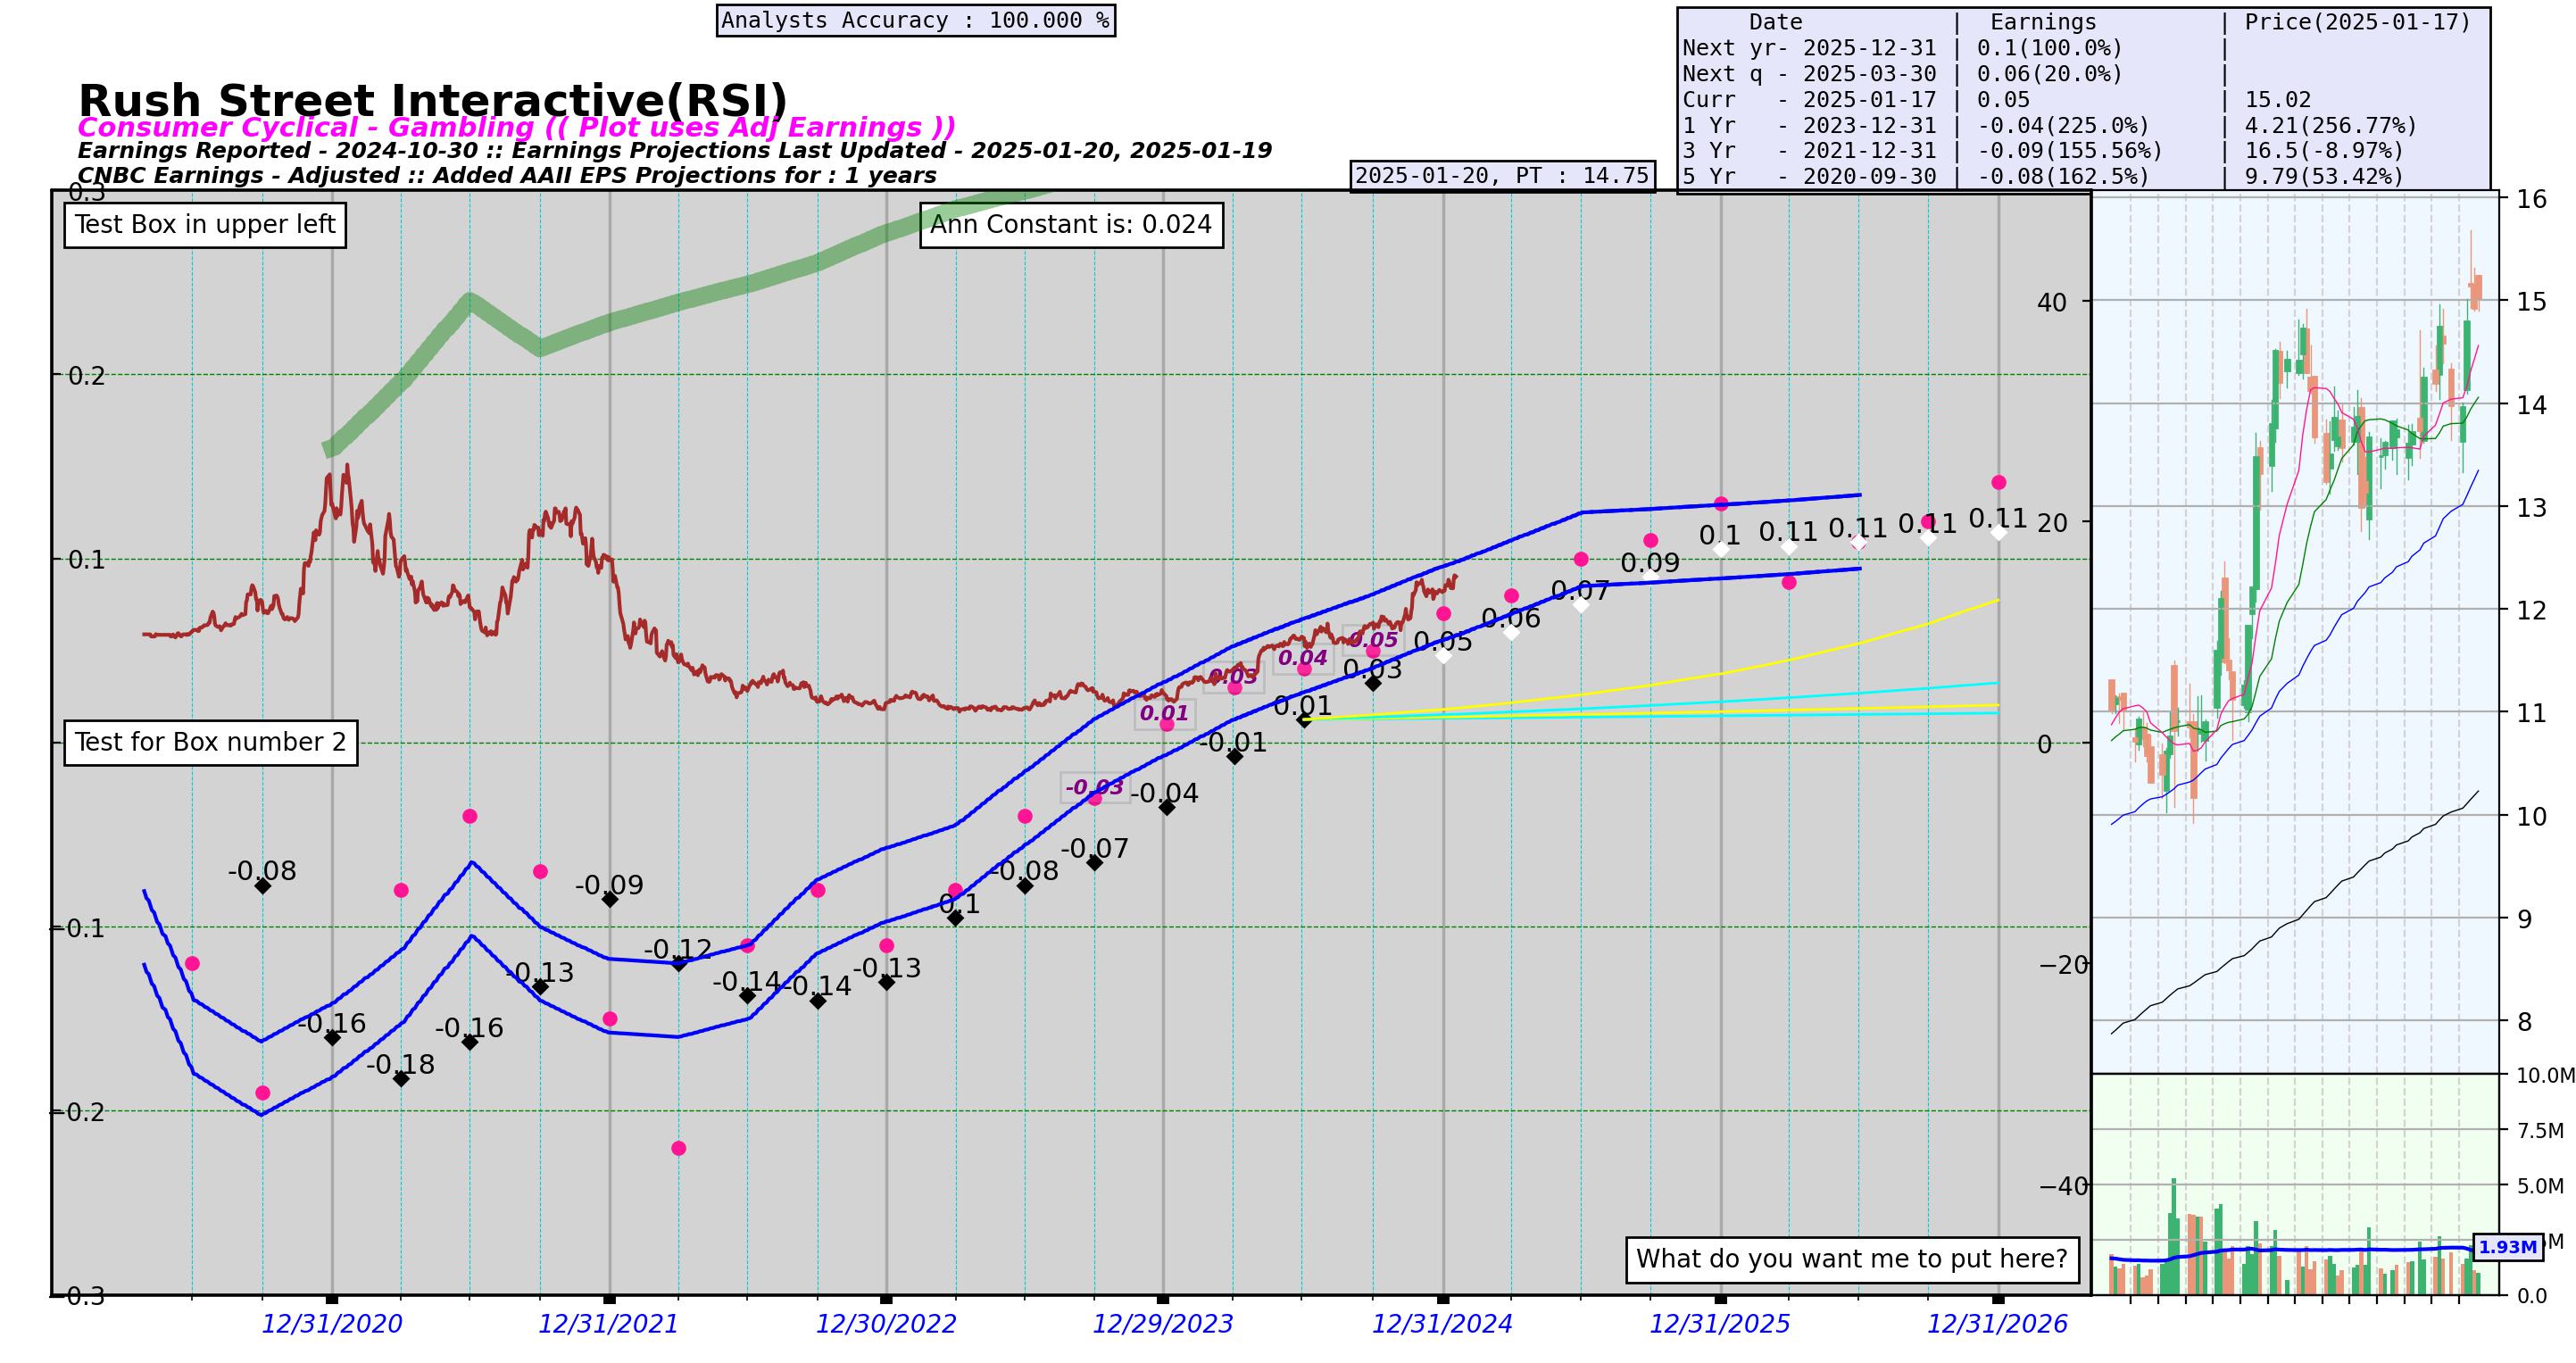 Analysts Accuracy : 100.000 %
Date | Earnings | Price(2025-01-17)
Next yr- 2025-12-31 | 0.1(100.0%) |
Next q - 2025-03-30 | 0.06(20.0%) |
Curr - 2025-01-17 | 0.05 | 15.02
1 Yr - 2023-12-31 | -0.04(225.0%) | 4.21(256.77%)
3 Yr - 2021-12-31 | -0.09(155.56%) | 16.5(-8.97%)
5 Yr - 2020-09-30 | -0.08(162.5%) | 9.79(53.42%)
Rush Street Interactive(RSI)
Consumer Cyclical - Gambling (( Plot uses Adj Earnings ))
Earnings Reported - 2024-10-30 :: Earnings Projections Last Updated - 2025-01-20, 2025-01-19
CNBC Earnings - Adjusted :: Added AAII EPS Projections for : 1 years
2025-01-20, PT : 14.75
Test Box in upper left
Ann Constant is: 0.024
Test for Box number 2
What do you want me to put here?
0.3
0.2
0.1
−0.1
−0.2
−0.3
-0.08
-0.16
-0.18
-0.16
-0.13
-0.09
-0.12
-0.14
-0.14
-0.13
0.1
-0.08
-0.07
-0.04
-0.01
0.01
0.03
0.05
0.06
0.07
0.09
0.1
0.11
0.11
0.11
0.11
-0.03
0.01
0.03
0.04
0.05
40
20
0
−20
−40
16
15
14
13
12
11
10
9
8
10.0M
7.5M
5.0M
1.93M
0.0
12/31/2020
12/31/2021
12/30/2022
12/29/2023
12/31/2024
12/31/2025
12/31/2026